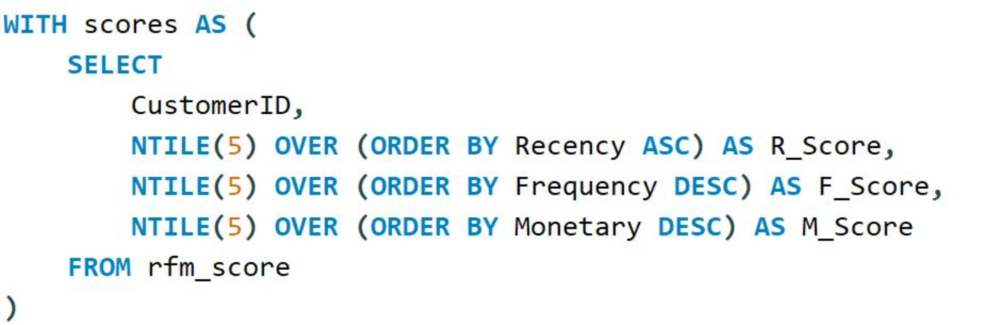 WITH scores AS (
    SELECT
        CustomerID,
        NTILE(5) OVER (ORDER BY Recency ASC) AS R_Score,
        NTILE(5) OVER (ORDER BY Frequency DESC) AS F_Score,
        NTILE(5) OVER (ORDER BY Monetary DESC) AS M_Score
    FROM rfm_score
)